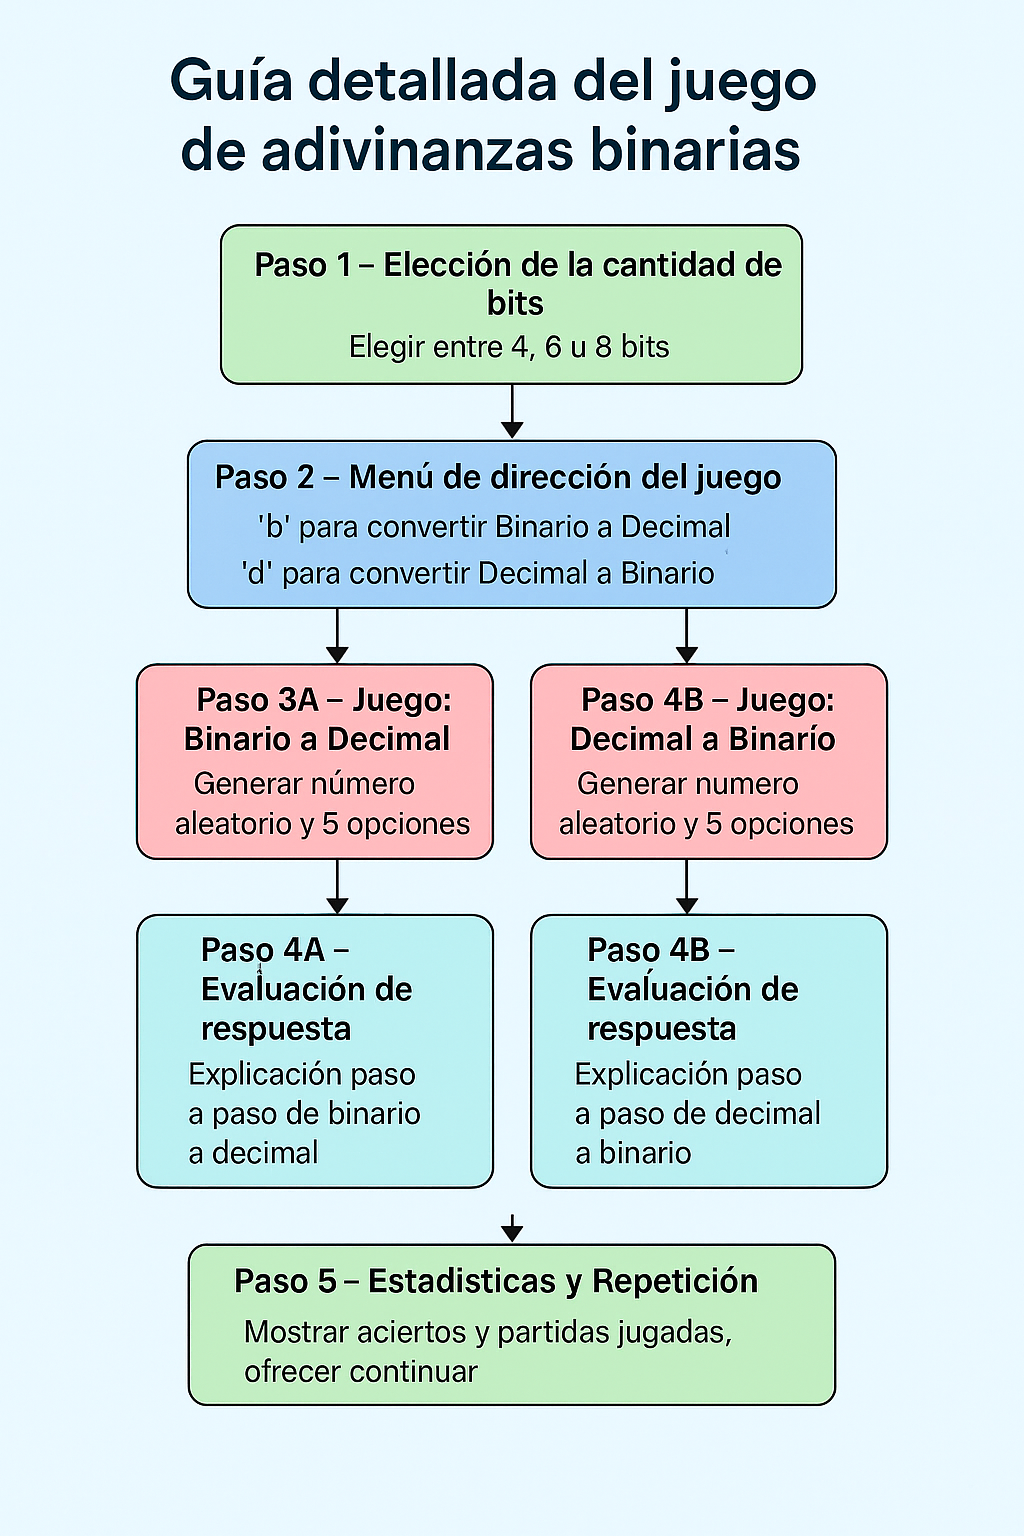 Guía detallada del juego
de adivinanzas binarias
Paso 1 – Elección de la cantidad de
bits
Elegir entre 4, 6 u 8 bits
Paso 2 – Menú de dirección del juego
'b' para convertir Binario a Decimal
'd' para convertir Decimal a Binario
Paso 3A – Juego:
Binario a Decimal
Generar número
aleatorio y 5 opciones
Paso 4B – Juego:
Decimal a Binarío
Generar numero
aleatorio y 5 opciones
Paso 4A –
Evaluación de
respuesta
Explicación paso
a paso de binario
a decimal
Paso 4B –
Evaluación de
respuesta
Explicación paso
a paso de decimal
a binario
Paso 5 – Estadisticas y Repetición
Mostrar aciertos y partidas jugadas,
ofrecer continuar